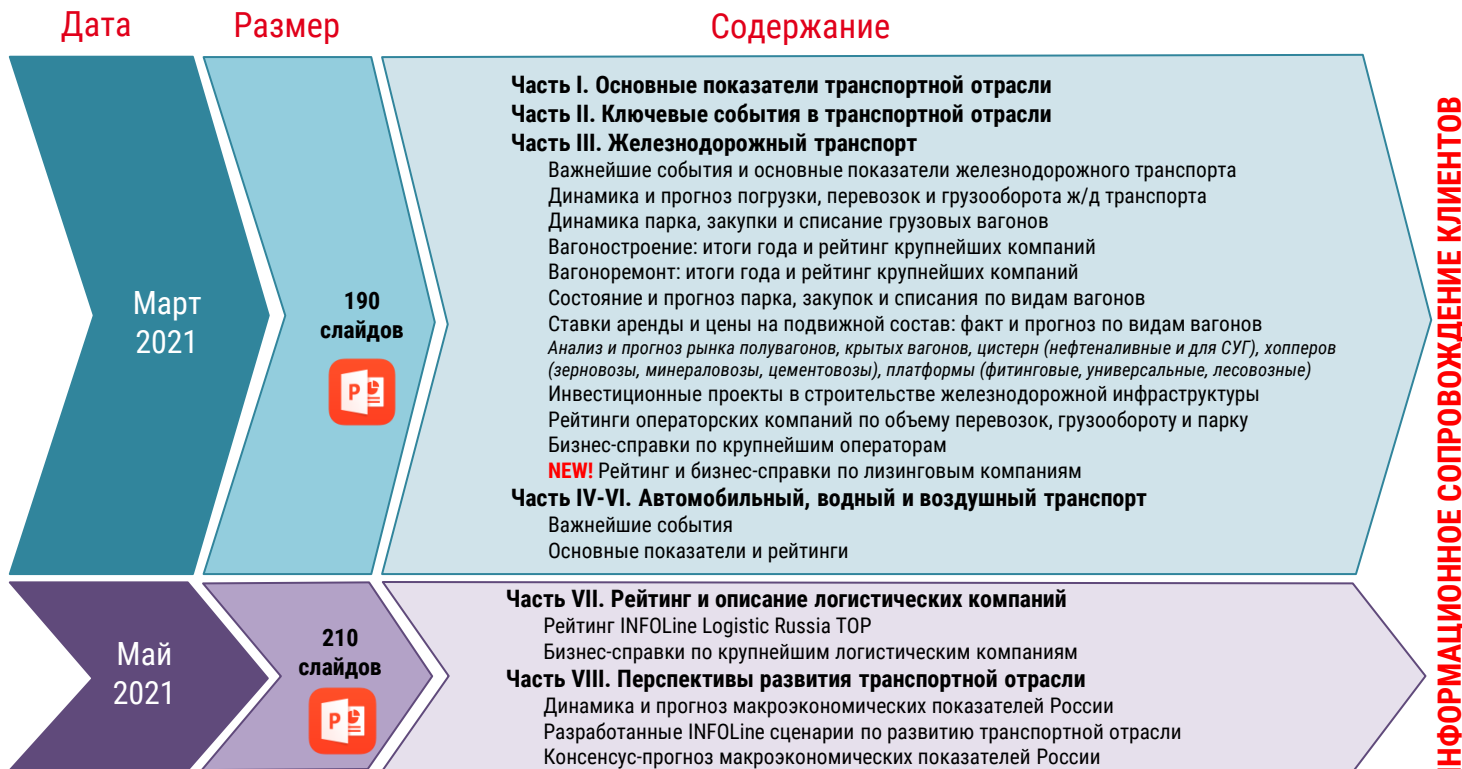 Дата
Размер
Содержание
Март
2021
190
слайдов
Часть I. Основные показатели транспортной отрасли
Часть II. Ключевые события в транспортной отрасли
Часть III. Железнодорожный транспорт
Важнейшие события и основные показатели железнодорожного транспорта
Динамика и прогноз погрузки, перевозок и грузооборота ж/д транспорта
Динамика парка, закупки и списание грузовых вагонов
Вагоностроение: итоги года и рейтинг крупнейших компаний
Вагоноремонт: итоги года и рейтинг крупнейших компаний
Состояние и прогноз парка, закупок и списания по видам вагонов
Ставки аренды и цены на подвижной состав: факт и прогноз по видам вагонов
Анализ и прогноз рынка полувагонов, крытых вагонов, цистерн (нефтеналивные и для СУГ), хопперов
(зерновозы, минераловозы, цементовозы), платформы (фитинговые, универсальные, лесовозные)
Инвестиционные проекты в строительстве железнодорожной инфраструктуры
Рейтинги операторских компаний по объему перевозок, грузообороту и парку
Бизнес-справки по крупнейшим операторам
NEW! Рейтинг и бизнес-справки по лизинговым компаниям
Часть IV-VI. Автомобильный, водный и воздушный транспорт
Важнейшие события
Основные показатели и рейтинги
Май
2021
210
слайдов
Часть VII. Рейтинг и описание логистических компаний
Рейтинг INFOLine Logistic Russia TOP
Бизнес-справки по крупнейшим логистическим компаниям
Часть VIII. Перспективы развития транспортной отрасли
Динамика и прогноз макроэкономических показателей России
Разработанные INFOLine сценарии по развитию транспортной отрасли
Консенсус-прогноз макроэкономических показателей России
ИНФОРМАЦИОННОЕ СОПРОВОЖДЕНИЕ КЛИЕНТОВ